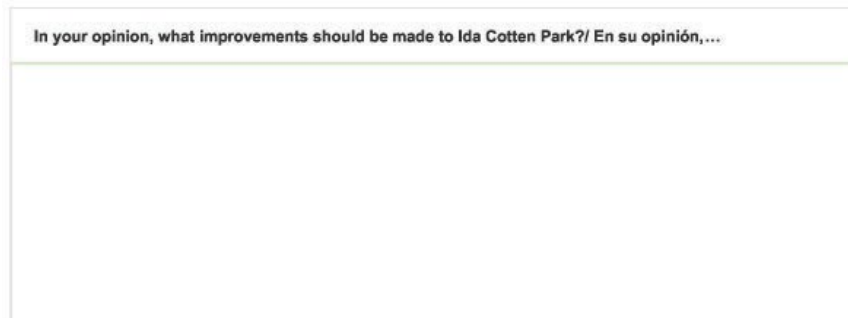 In your opinion, what improvements should be made to Ida Cotten Park?/ En su opinión,...